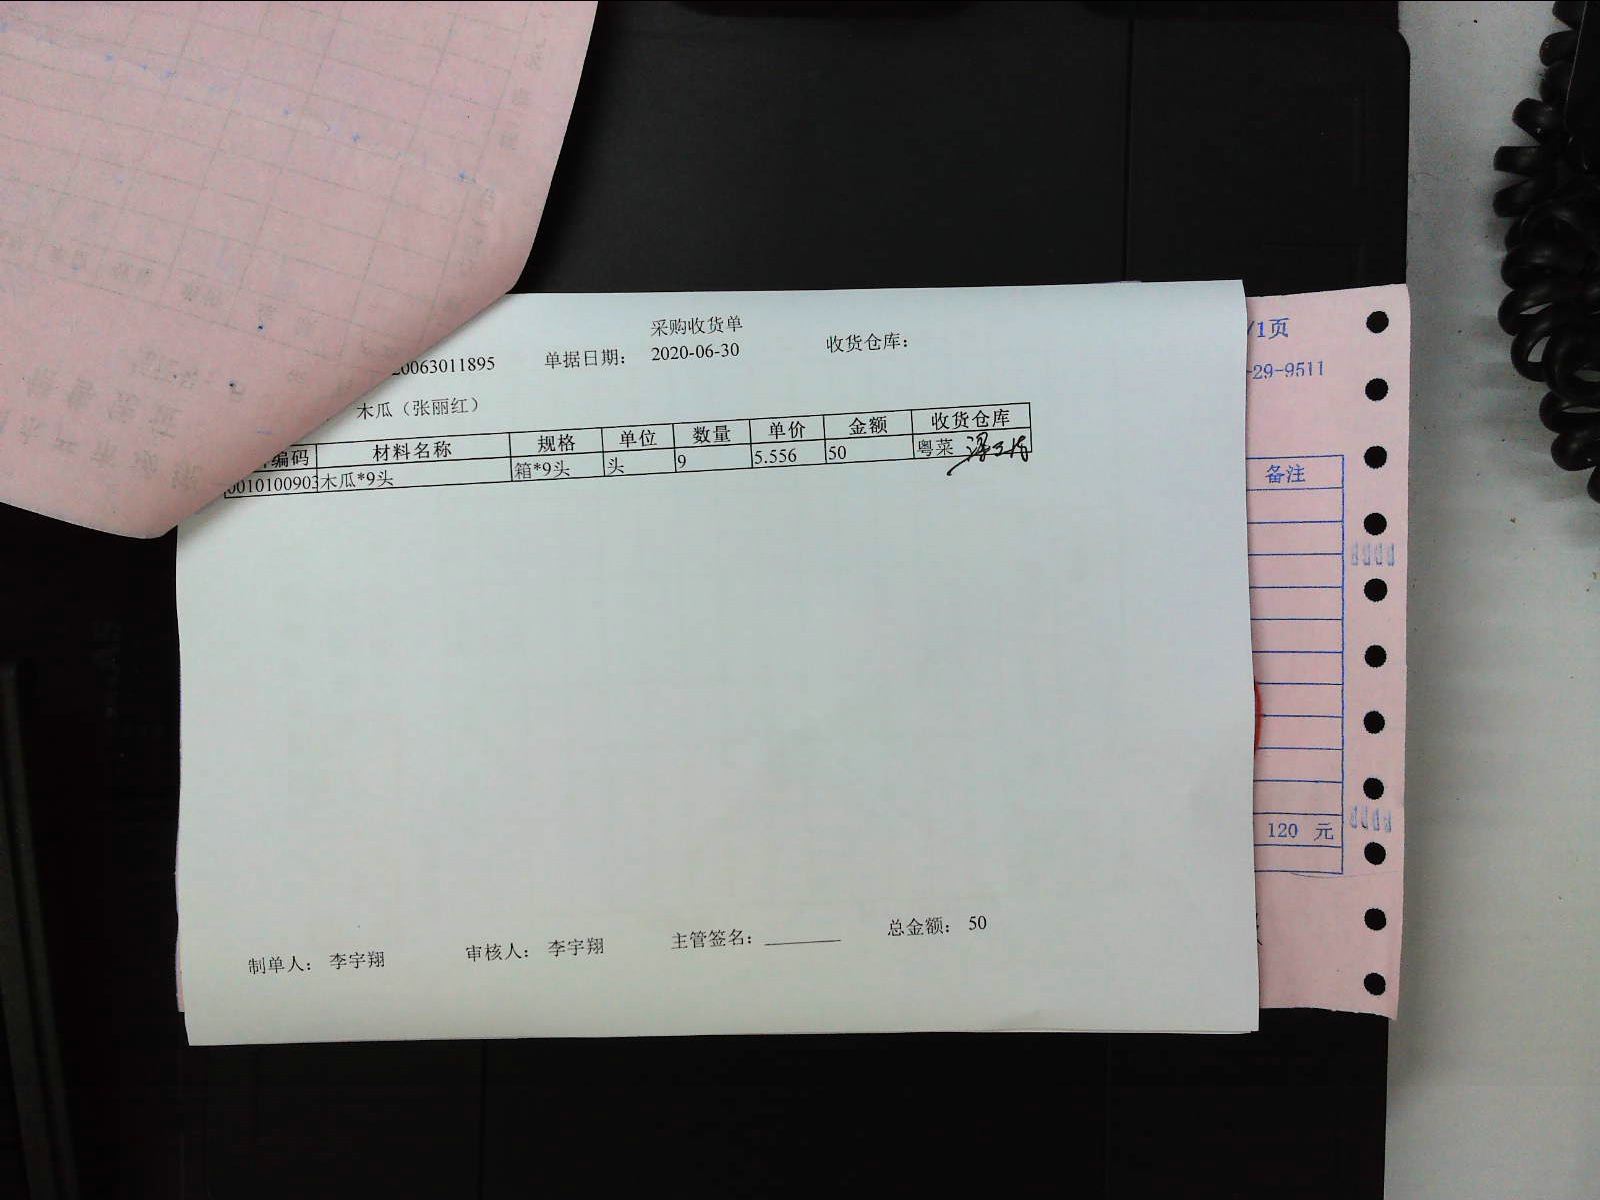 采购收货单
20063011895 单据日期： 2020-06-30 收货仓库：
木瓜（张丽红）
编码 材料名称 规格 单位 数量 单价 金额 收货仓库
0010100903 木瓜*9头 箱*9头 头 9 5.556 50 粤菜
制单人： 李宇翔 审核人： 李宇翔 主管签名： 总金额： 50
/1页
-29-9511
备注
120 元